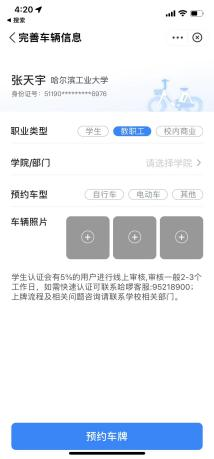 4:20
搜索
完善车辆信息
张天宇 哈尔滨工业大学
身份证号：51190*********6976
职业类型 学生 教职工 校内商业
学院/部门 请选择学院
预约车型 自行车 电动车 其他
车辆照片
学生认证会有5%的用户进行线上审核,审核一般2-3个
工作日，如需快速认证可联系哈啰客服:95218900；
上牌流程及相关问题咨询请联系学校相关部门。
预约车牌